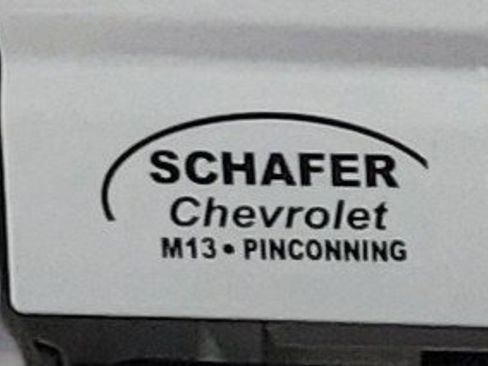 SCHAFER
Chevrolet
M13 • PINCONNING